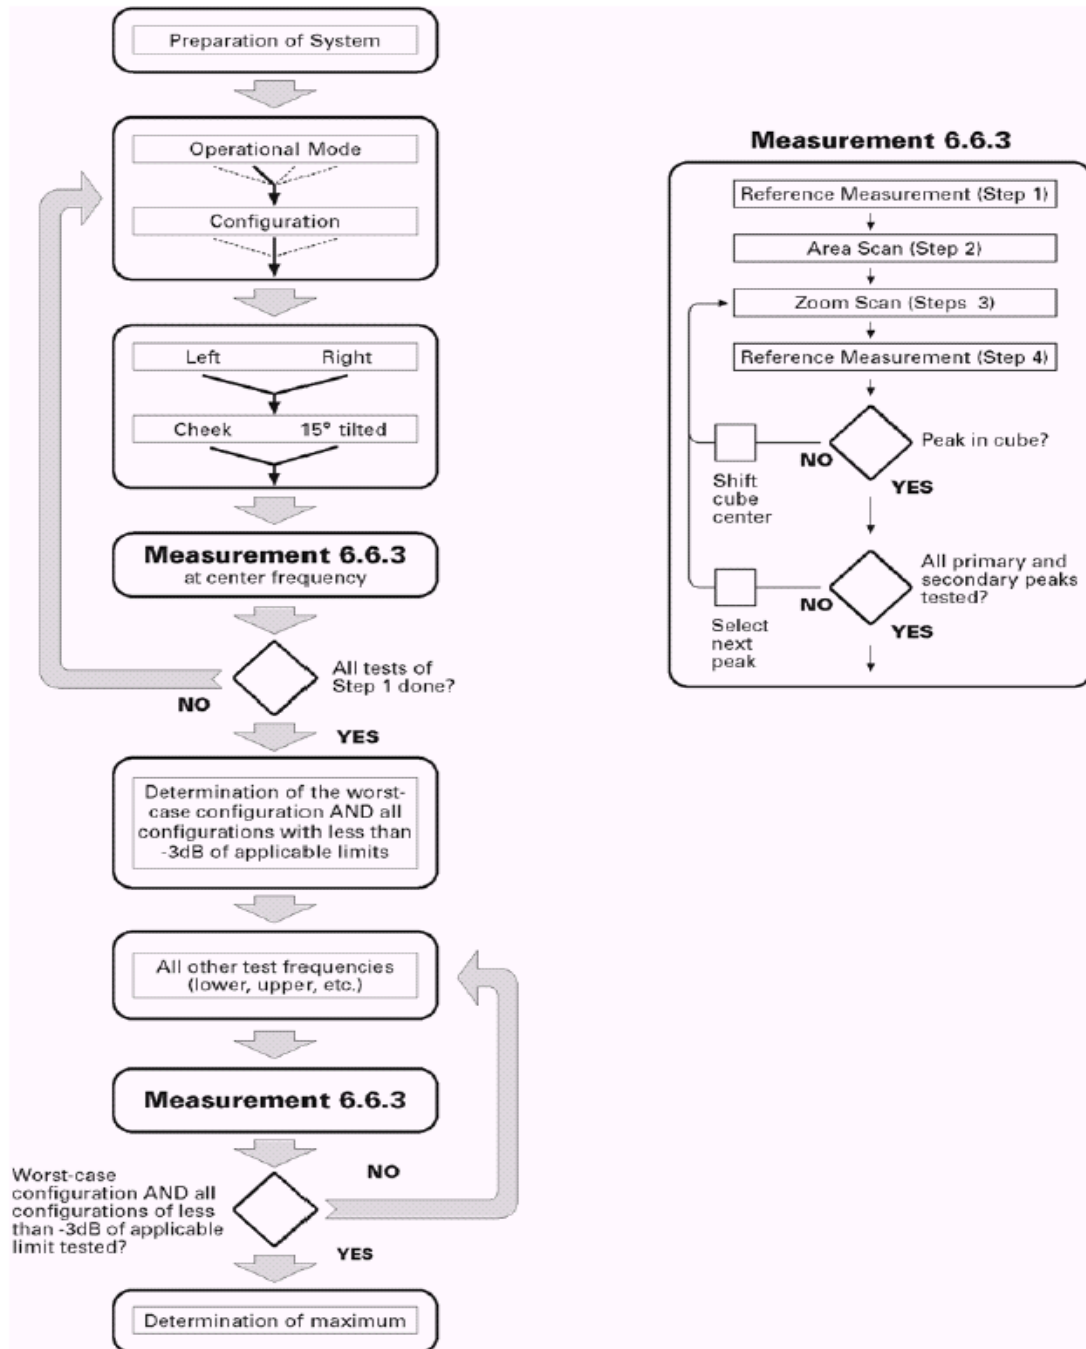 Preparation of System
Operational Mode
Configuration
Left Right
Cheek 15° tilted
Measurement 6.6.3
at center frequency
All tests of
Step 1 done?
NO
YES
Determination of the worst-
case configuration AND all
configurations with less than
-3dB of applicable limits
All other test frequencies
(lower, upper, etc.)
Measurement 6.6.3
NO
Worst-case
configuration AND all
configurations of less
than -3dB of applicable
limit tested?
YES
Determination of maximum
Measurement 6.6.3
Reference Measurement (Step 1)
Area Scan (Step 2)
Zoom Scan (Steps 3)
Reference Measurement (Step 4)
Peak in cube?
NO
YES
Shift
cube
center
All primary and
secondary peaks
tested?
NO
YES
Select
next
peak